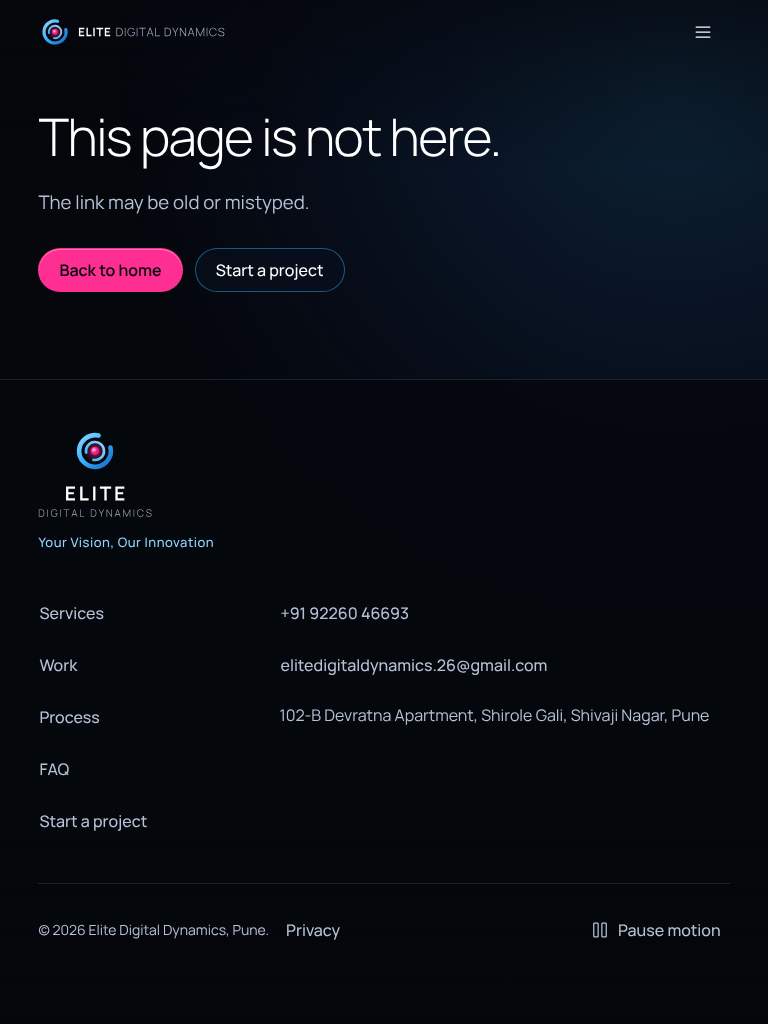 ELITE DIGITAL DYNAMICS
This page is not here.
The link may be old or mistyped.
Back to home
Start a project
ELITE
DIGITAL DYNAMICS
Your Vision, Our Innovation
Services
Work
Process
FAQ
Start a project
+91 92260 46693
elitedigitaldynamics.26@gmail.com
102-B Devratna Apartment, Shirole Gali, Shivaji Nagar, Pune
© 2026 Elite Digital Dynamics, Pune.
Privacy
Pause motion